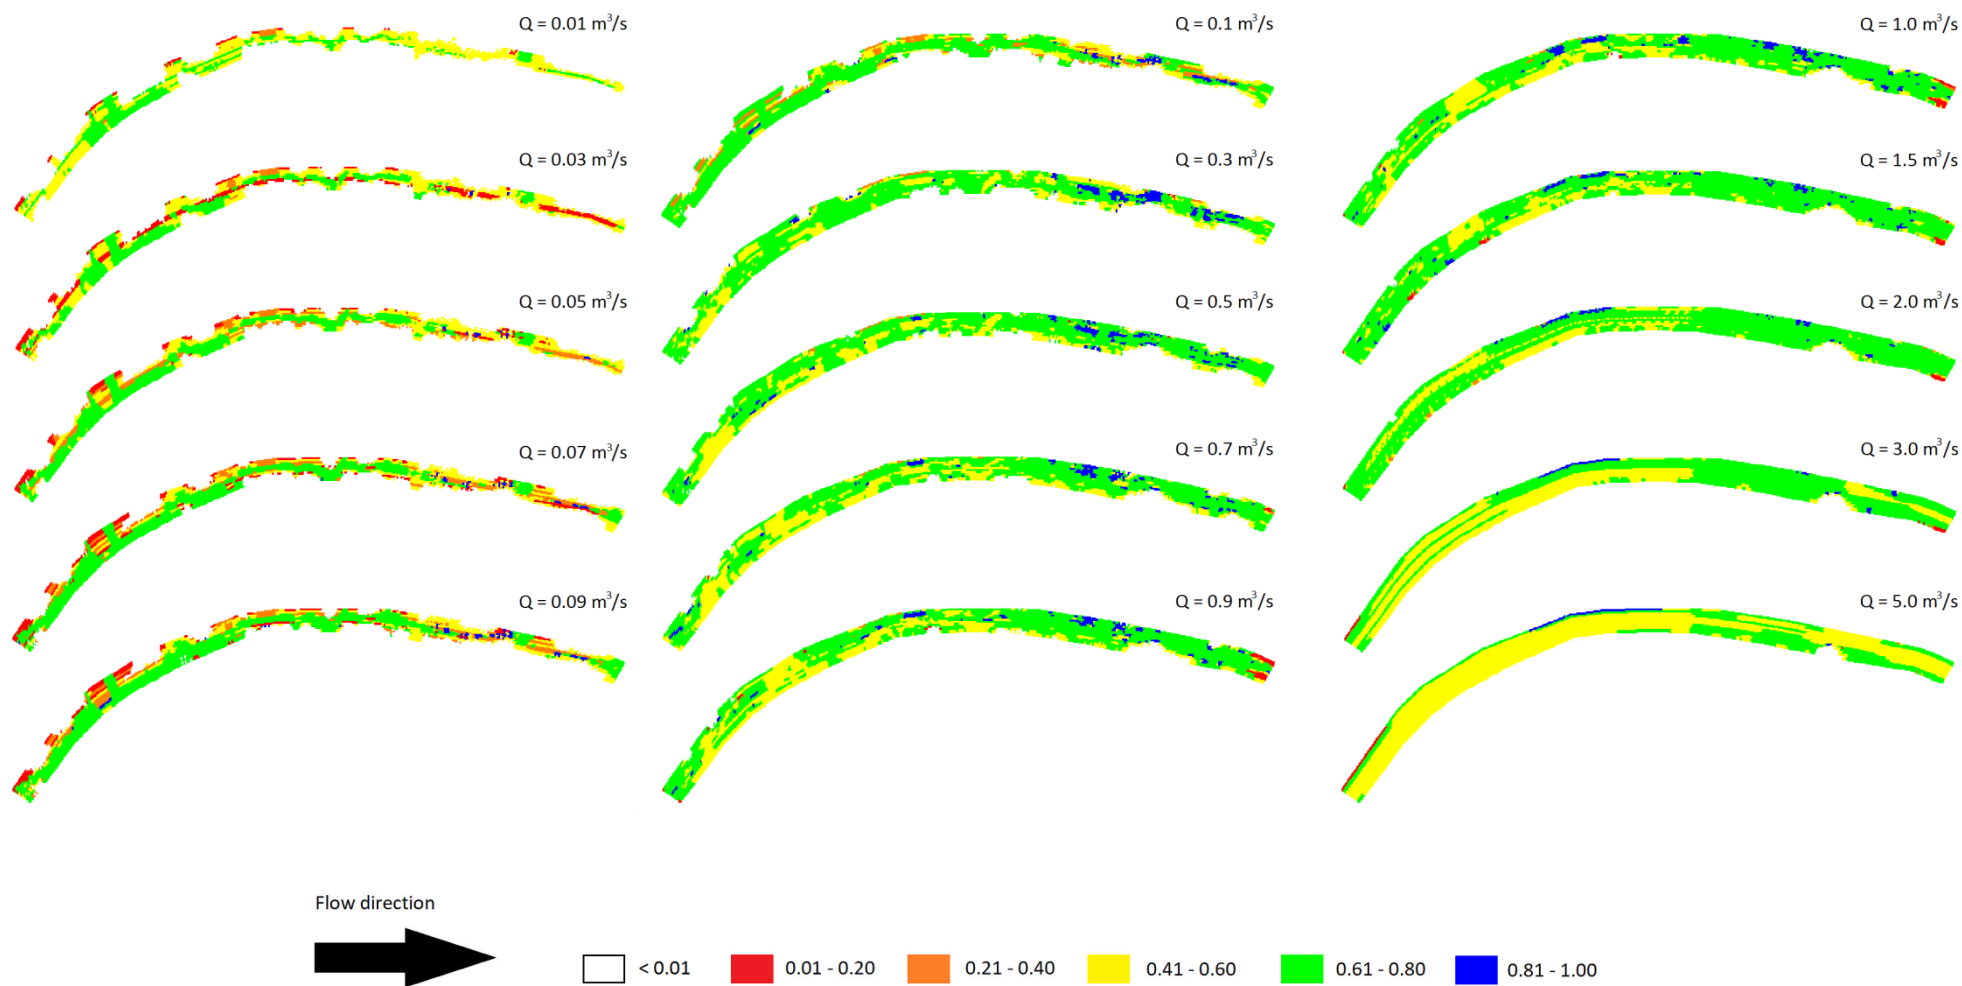 Q = 0.01 m³/s
Q = 0.1 m³/s
Q = 1.0 m³/s
Q = 0.03 m³/s
Q = 0.3 m³/s
Q = 1.5 m³/s
Q = 0.05 m³/s
Q = 0.5 m³/s
Q = 2.0 m³/s
Q = 0.07 m³/s
Q = 0.7 m³/s
Q = 3.0 m³/s
Q = 0.09 m³/s
Q = 0.9 m³/s
Q = 5.0 m³/s
Flow direction
< 0.01
0.01 - 0.20
0.21 - 0.40
0.41 - 0.60
0.61 - 0.80
0.81 - 1.00